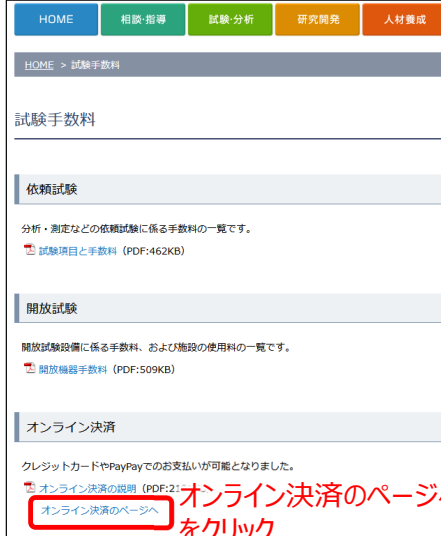 HOME 相談·指導 試験·分析 研究開発 人材養成
HOME > 試験手数料
試験手数料
依頼試験
分析・測定などの依頼試験に係る手数料の一覧です。
試験項目と手数料 (PDF:462KB)
開放試験
開放試験設備に係る手数料、および施設の使用料の一覧です。
開放機器手数料 (PDF:509KB)
オンライン決済
クレジットカードやPayPayでのお支払いが可能となりました。
オンライン決済の説明 (PDF:21
オンライン決済のページへ
オンライン決済のページへ
をクリック